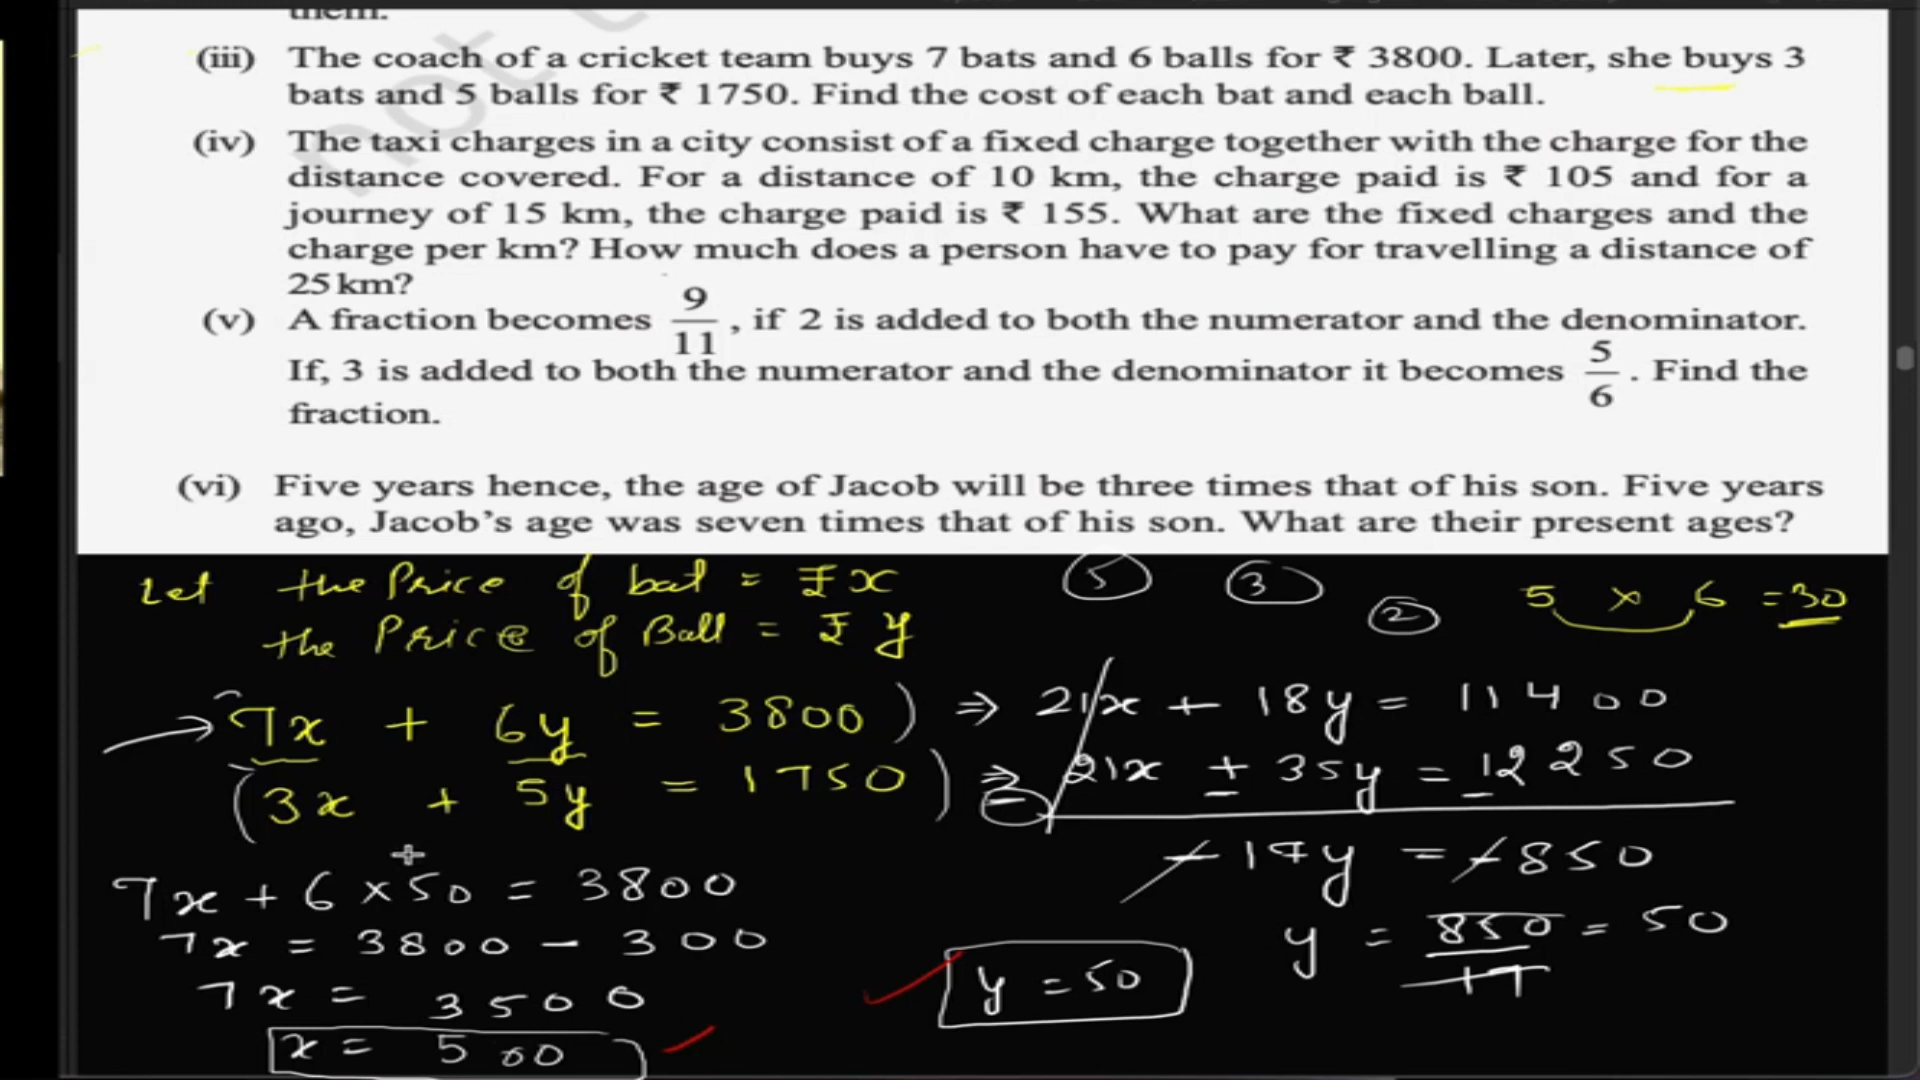 them.
(iii) The coach of a cricket team buys 7 bats and 6 balls for ₹ 3800. Later, she buys 3
bats and 5 balls for ₹ 1750. Find the cost of each bat and each ball.
(iv) The taxi charges in a city consist of a fixed charge together with the charge for the
distance covered. For a distance of 10 km, the charge paid is ₹ 105 and for a
journey of 15 km, the charge paid is ₹ 155. What are the fixed charges and the
charge per km? How much does a person have to pay for travelling a distance of
25 km?
(v) A fraction becomes 9/11, if 2 is added to both the numerator and the denominator.
If, 3 is added to both the numerator and the denominator it becomes 5/6. Find the
fraction.
(vi) Five years hence, the age of Jacob will be three times that of his son. Five years
ago, Jacob's age was seven times that of his son. What are their present ages?
not
Let the Price of bat = ₹ x
the Price of Ball = ₹ y
5 3 2
5 × 6 = 30
7x + 6y = 3800) ⇒ 21x + 18y = 11400
(3x + 5y = 1750) ⇒ 21x ± 35y = 12250
-17y = -850
y = 850/17 = 50
y = 50
7x + 6 × 50 = 3800
7x = 3800 - 300
7x = 3500
x = 500